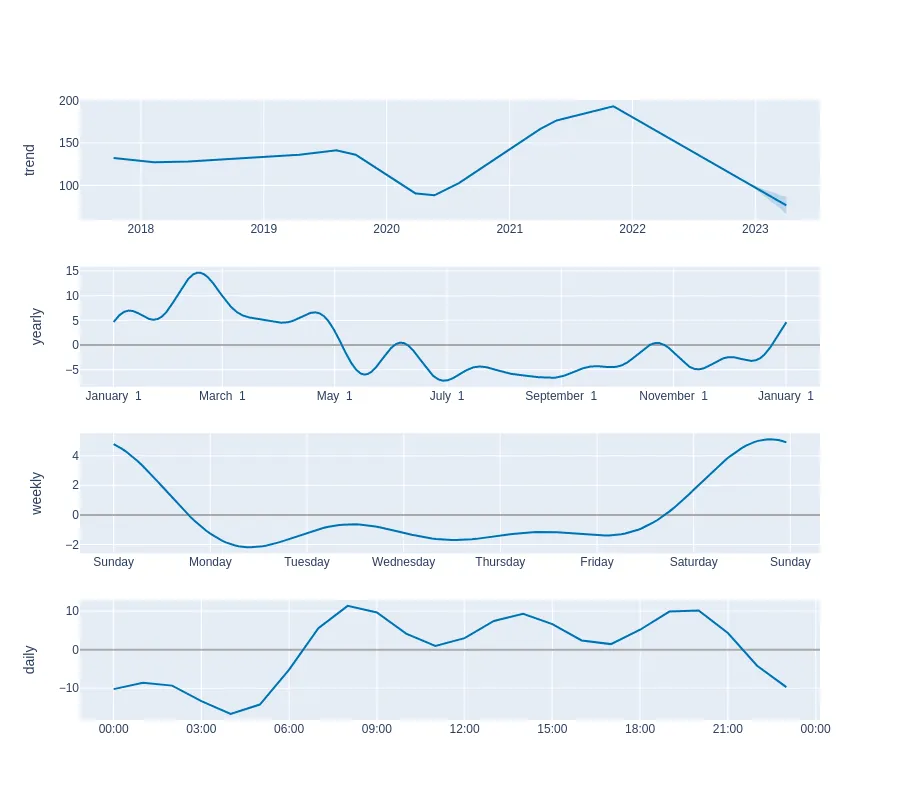 200
150
100
trend
2018 2019 2020 2021 2022 2023
15
10
5
0
−5
yearly
January 1 March 1 May 1 July 1 September 1 November 1 January 1
4
2
0
−2
weekly
Sunday Monday Tuesday Wednesday Thursday Friday Saturday Sunday
10
0
−10
daily
00:00 03:00 06:00 09:00 12:00 15:00 18:00 21:00 00:00